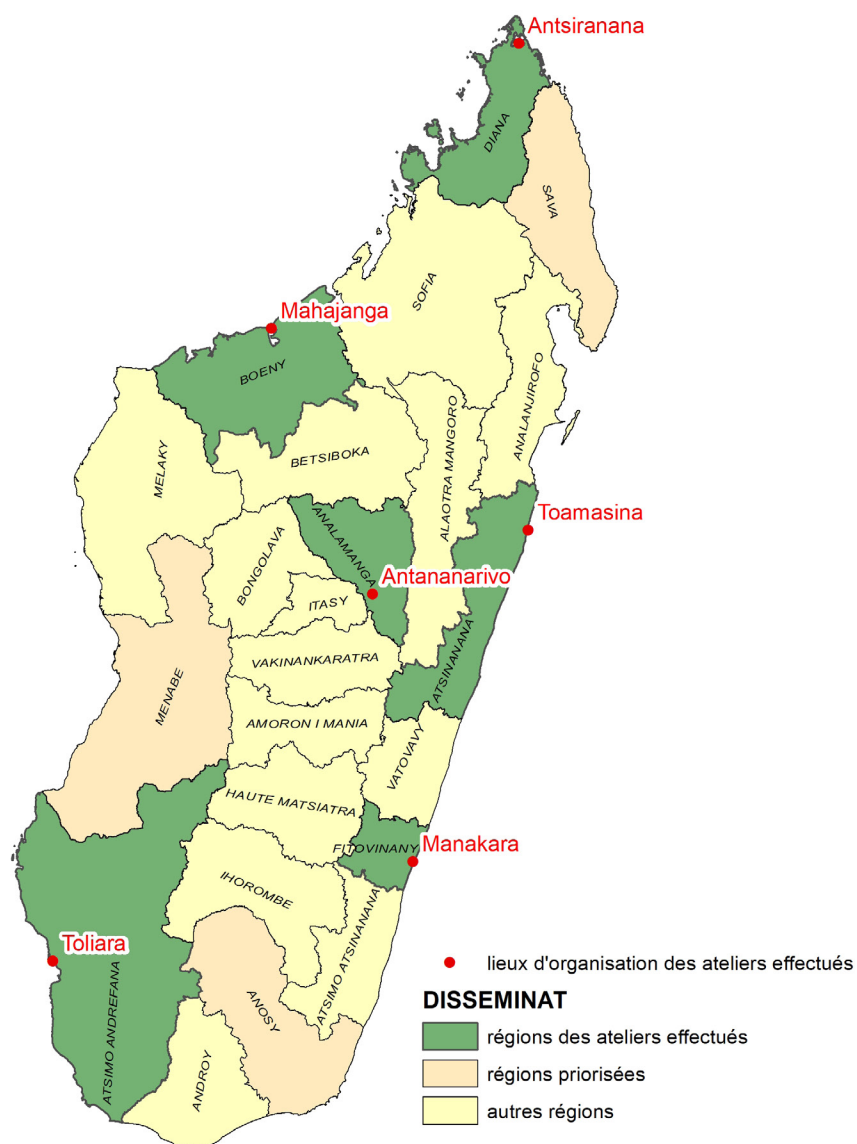 Antsiranana
DIANA
SAVA
SOFIA
Mahajanga
BOENY
ANALANJIROFO
ALAOTRA MANGORO
BETSIBOKA
MELAKY
Toamasina
ANALAMANGA
BONGOLAVA
Antananarivo
ITASY
ATSINANANA
VAKINANKARATRA
MENABE
AMORON I MANIA
VATOVAVY
HAUTE MATSIATRA
Manakara
FITOVINANY
IHOROMBE
ATSIMO ATSINANANA
Toliara
ATSIMO ANDREFANA
ANOSY
ANDROY
lieux d'organisation des ateliers effectués
DISSEMINAT
régions des ateliers effectués
régions priorisées
autres régions